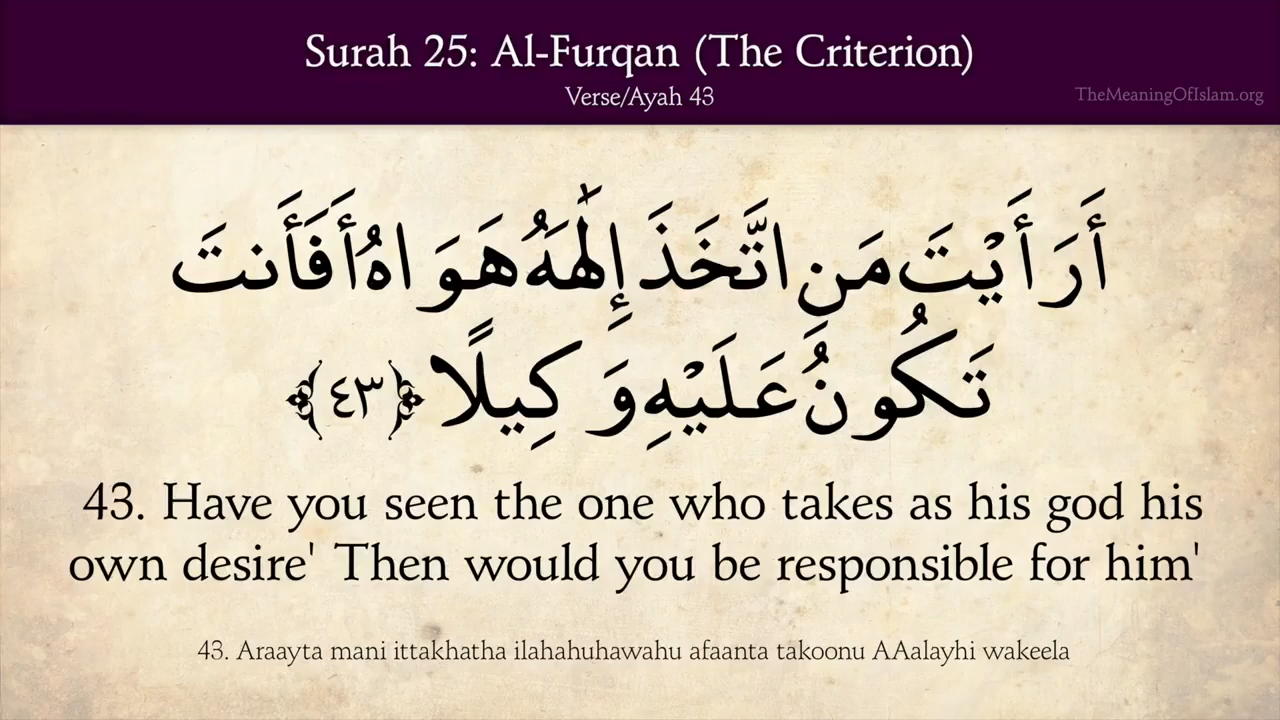 Surah 25: Al-Furqan (The Criterion)
Verse/Ayah 43
TheMeaningOfIslam.org
أَرَأَيْتَ مَنِ اتَّخَذَ إِلَٰهَهُ هَوَاهُ أَفَأَنتَ
تَكُونُ عَلَيْهِ وَكِيلًا ﴿٤٣﴾
43. Have you seen the one who takes as his god his
own desire' Then would you be responsible for him'
43. Araayta mani ittakhatha ilahahuhawahu afaanta takoonu AAalayhi wakeela